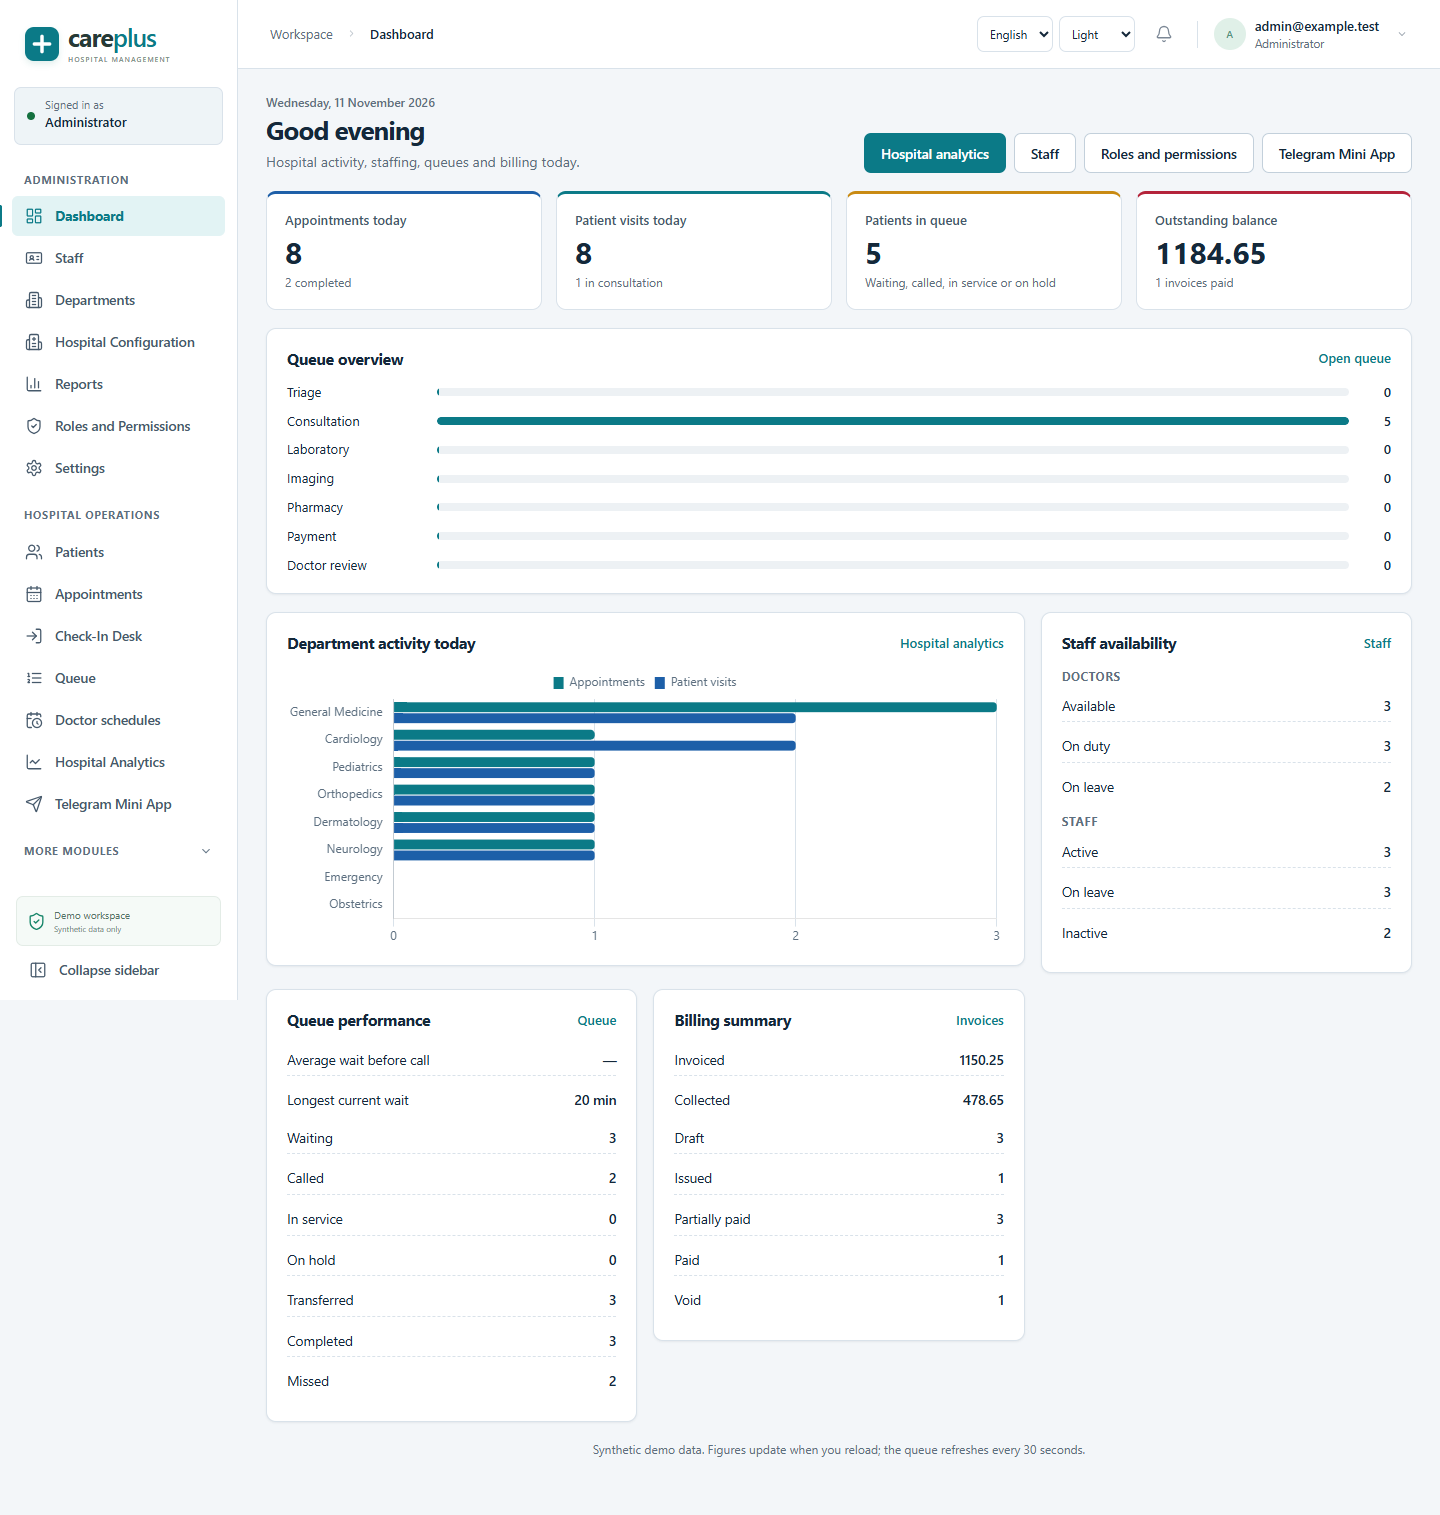 careplus
HOSPITAL MANAGEMENT
Signed in as
Administrator
ADMINISTRATION
Dashboard
Staff
Departments
Hospital Configuration
Reports
Roles and Permissions
Settings
HOSPITAL OPERATIONS
Patients
Appointments
Check-In Desk
Queue
Doctor schedules
Hospital Analytics
Telegram Mini App
MORE MODULES
Demo workspace
Synthetic data only
Collapse sidebar
Workspace
Dashboard
English
Light
A
admin@example.test
Administrator
Wednesday, 11 November 2026
Good evening
Hospital activity, staffing, queues and billing today.
Hospital analytics
Staff
Roles and permissions
Telegram Mini App
Appointments today
8
2 completed
Patient visits today
8
1 in consultation
Patients in queue
5
Waiting, called, in service or on hold
Outstanding balance
1184.65
1 invoices paid
Queue overview
Open queue
Triage 0
Consultation 5
Laboratory 0
Imaging 0
Pharmacy 0
Payment 0
Doctor review 0
Department activity today
Hospital analytics
Appointments Patient visits
General Medicine
Cardiology
Pediatrics
Orthopedics
Dermatology
Neurology
Emergency
Obstetrics
0 1 2 3
Staff availability
Staff
DOCTORS
Available 3
On duty 3
On leave 2
STAFF
Active 3
On leave 3
Inactive 2
Queue performance
Queue
Average wait before call —
Longest current wait 20 min
Waiting 3
Called 2
In service 0
On hold 0
Transferred 3
Completed 3
Missed 2
Billing summary
Invoices
Invoiced 1150.25
Collected 478.65
Draft 3
Issued 1
Partially paid 3
Paid 1
Void 1
Synthetic demo data. Figures update when you reload; the queue refreshes every 30 seconds.